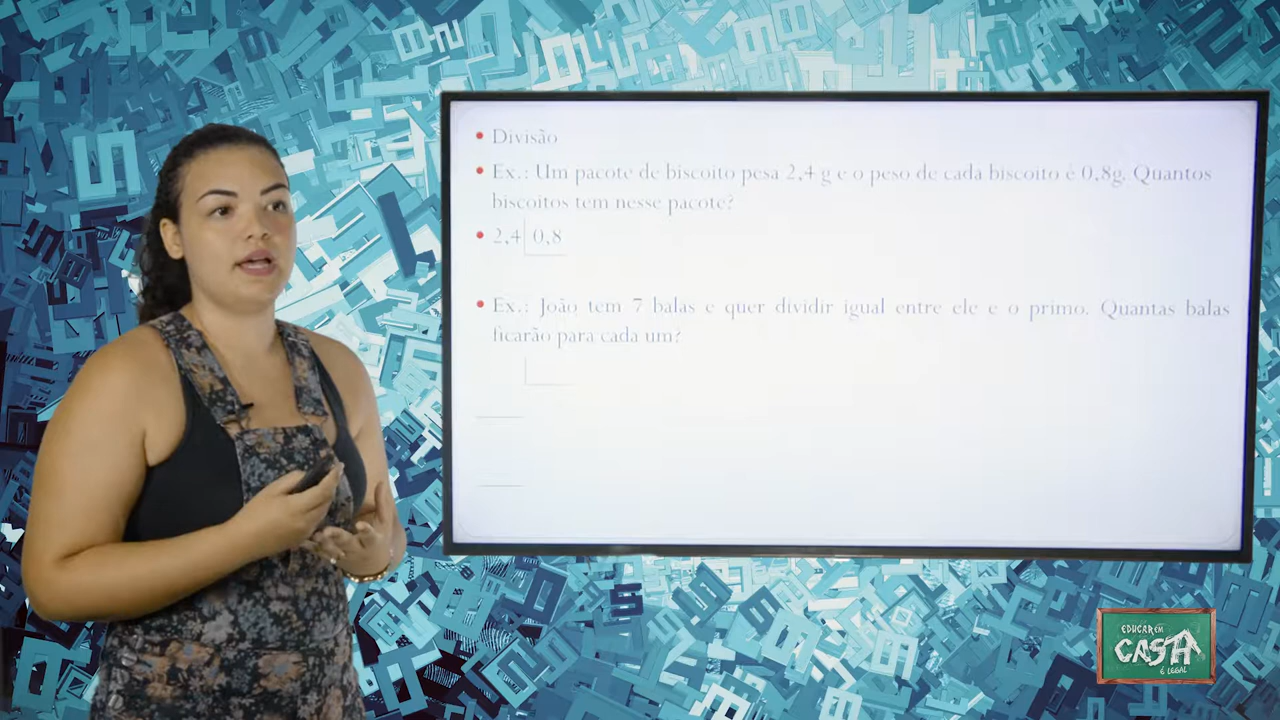 Divisão
Ex.: Um pacote de biscoito pesa 2,4 g e o peso de cada biscoito é 0,8g. Quantos
biscoitos tem nesse pacote?
2,4 0,8
Ex.: João tem 7 balas e quer dividir igual entre ele e o primo. Quantas balas
ficarão para cada um?
EDUCAR EM
CASA
É LEGAL